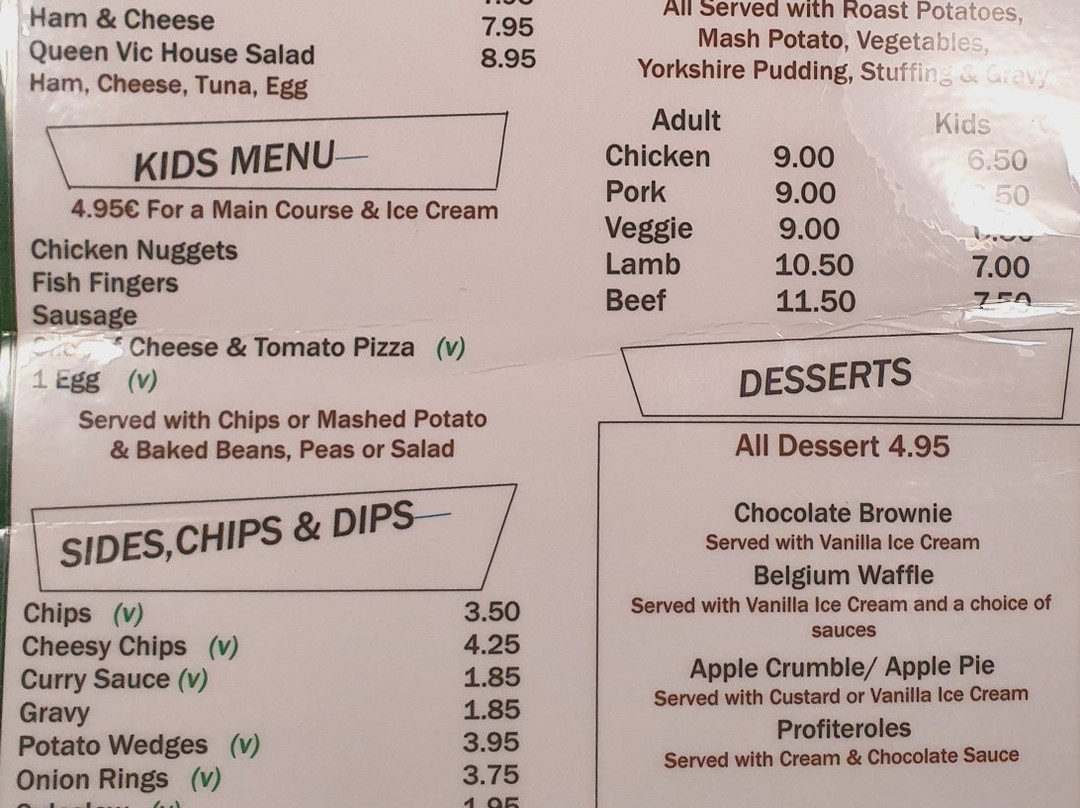 Ham & Cheese 7.95
Queen Vic House Salad 8.95
Ham, Cheese, Tuna, Egg
KIDS MENU
4.95€ For a Main Course & Ice Cream
Chicken Nuggets
Fish Fingers
Sausage
Cheese & Tomato Pizza (v)
1 Egg (v)
Served with Chips or Mashed Potato
& Baked Beans, Peas or Salad
SIDES,CHIPS & DIPS
Chips (v) 3.50
Cheesy Chips (v) 4.25
Curry Sauce (v) 1.85
Gravy 1.85
Potato Wedges (v) 3.95
Onion Rings (v) 3.75
1.95
All Served with Roast Potatoes,
Mash Potato, Vegetables,
Yorkshire Pudding, Stuffing & Gravy
Adult Kids
Chicken 9.00 6.50
Pork 9.00
Veggie 9.00
Lamb 10.50 7.00
Beef 11.50 7.50
DESSERTS
All Dessert 4.95
Chocolate Brownie
Served with Vanilla Ice Cream
Belgium Waffle
Served with Vanilla Ice Cream and a choice of
sauces
Apple Crumble/ Apple Pie
Served with Custard or Vanilla Ice Cream
Profiteroles
Served with Cream & Chocolate Sauce